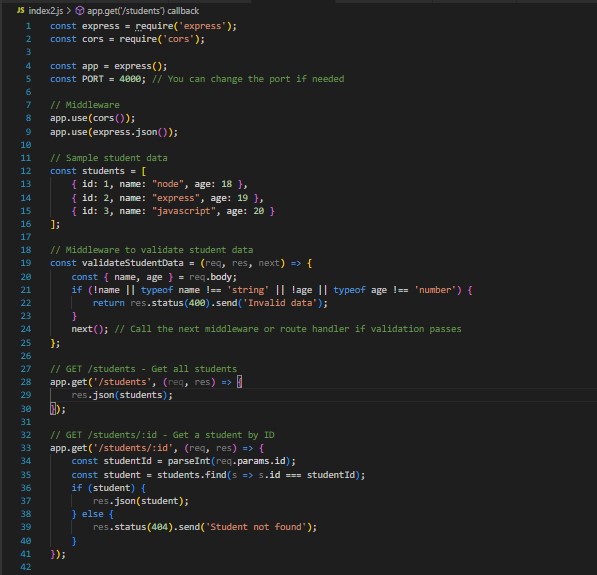 JS index2.js > app.get('/students') callback
1 const express = require('express');
2 const cors = require('cors');
3
4 const app = express();
5 const PORT = 4000; // You can change the port if needed
6
7 // Middleware
8 app.use(cors());
9 app.use(express.json());
10
11 // Sample student data
12 const students = [
13     { id: 1, name: "node", age: 18 },
14     { id: 2, name: "express", age: 19 },
15     { id: 3, name: "javascript", age: 20 }
16 ];
17
18 // Middleware to validate student data
19 const validateStudentData = (req, res, next) => {
20     const { name, age } = req.body;
21     if (!name || typeof name !== 'string' || !age || typeof age !== 'number') {
22         return res.status(400).send('Invalid data');
23     }
24     next(); // Call the next middleware or route handler if validation passes
25 };
26
27 // GET /students - Get all students
28 app.get('/students', (req, res) => {
29     res.json(students);
30 });
31
32 // GET /students/:id - Get a student by ID
33 app.get('/students/:id', (req, res) => {
34     const studentId = parseInt(req.params.id);
35     const student = students.find(s => s.id === studentId);
36     if (student) {
37         res.json(student);
38     } else {
39         res.status(404).send('Student not found');
40     }
41 });
42